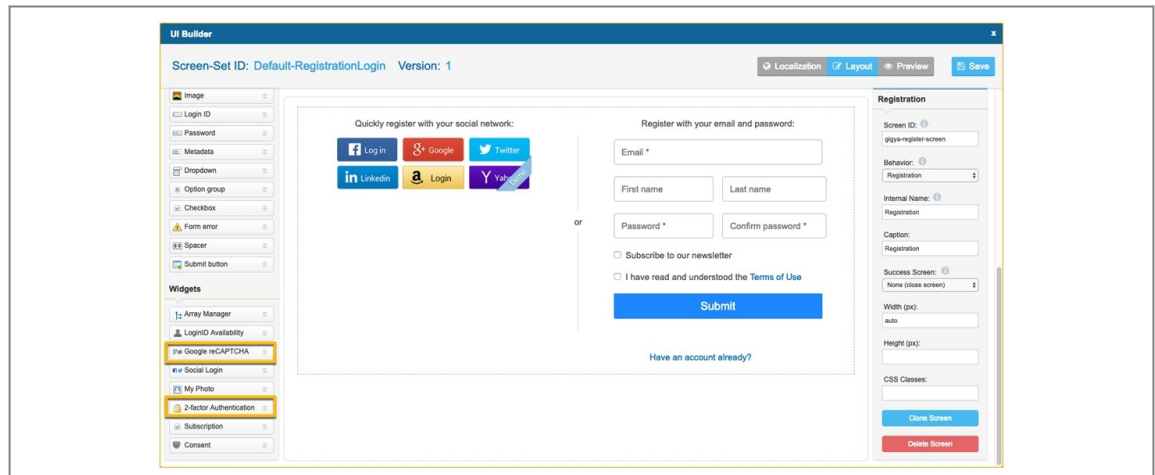 UI Builder
x
Screen-Set ID: Default-RegistrationLogin Version: 1
Localization Layout Preview Save
Image
Login ID
Password
Metadata
Dropdown
Option group
Checkbox
Form error
Spacer
Submit button
Widgets
Array Manager
LoginID Availability
Google reCAPTCHA
Social Login
My Photo
2-factor Authentication
Subscription
Consent
Quickly register with your social network:
Log in Google Twitter
Linkedin Login
or
Register with your email and password:
Email *
First name Last name
Password * Confirm password *
Subscribe to our newsletter
I have read and understood the Terms of Use
Submit
Have an account already?
Registration
Screen ID:
gigya-register-screen
Behavior:
Registration
Internal Name:
Registration
Caption:
Registration
Success Screen:
None (close screen)
Width (px):
auto
Height (px):
CSS Classes:
Clone Screen
Delete Screen